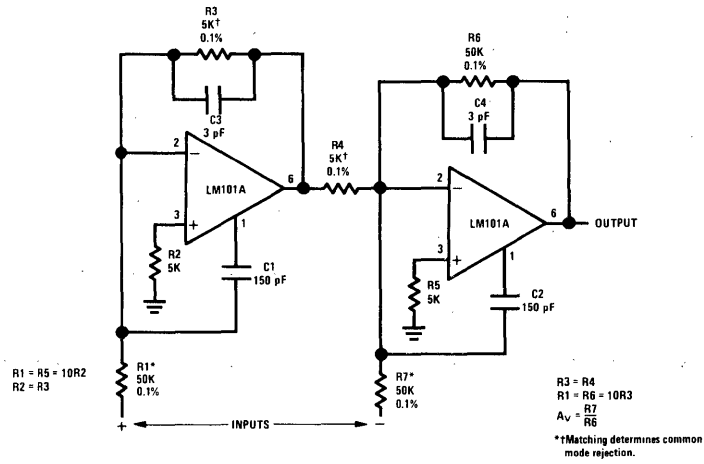 R3
5K†
0.1%
C3
3 pF
2
−
LM101A
6
3
+
1
R2
5K
C1
150 pF
R4
5K†
0.1%
R6
50K
0.1%
C4
3 pF
2
−
LM101A
6
OUTPUT
3
+
1
R5
5K
C2
150 pF
R1 = R5 = 10R2
R2 = R3
R1*
50K
0.1%
+
INPUTS
−
R7*
50K
0.1%
R3 = R4
R1 = R6 = 10R3
AV = R7/R6
*†Matching determines common
mode rejection.